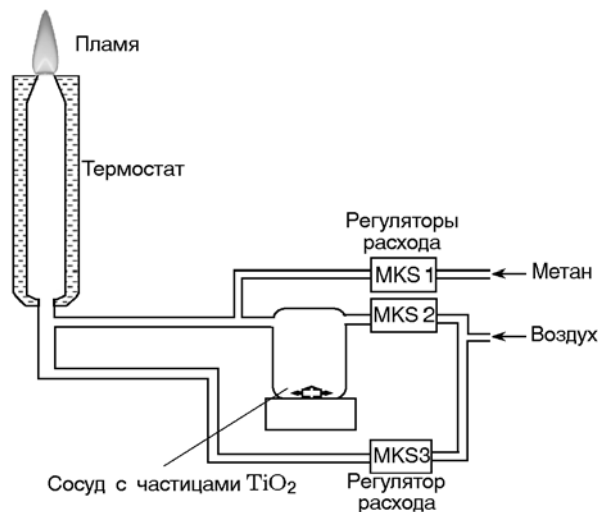 Пламя
Термостат
Регуляторы
расхода
MKS 1
Метан
MKS 2
Воздух
MKS3
Сосуд с частицами TiO₂
Регулятор
расхода